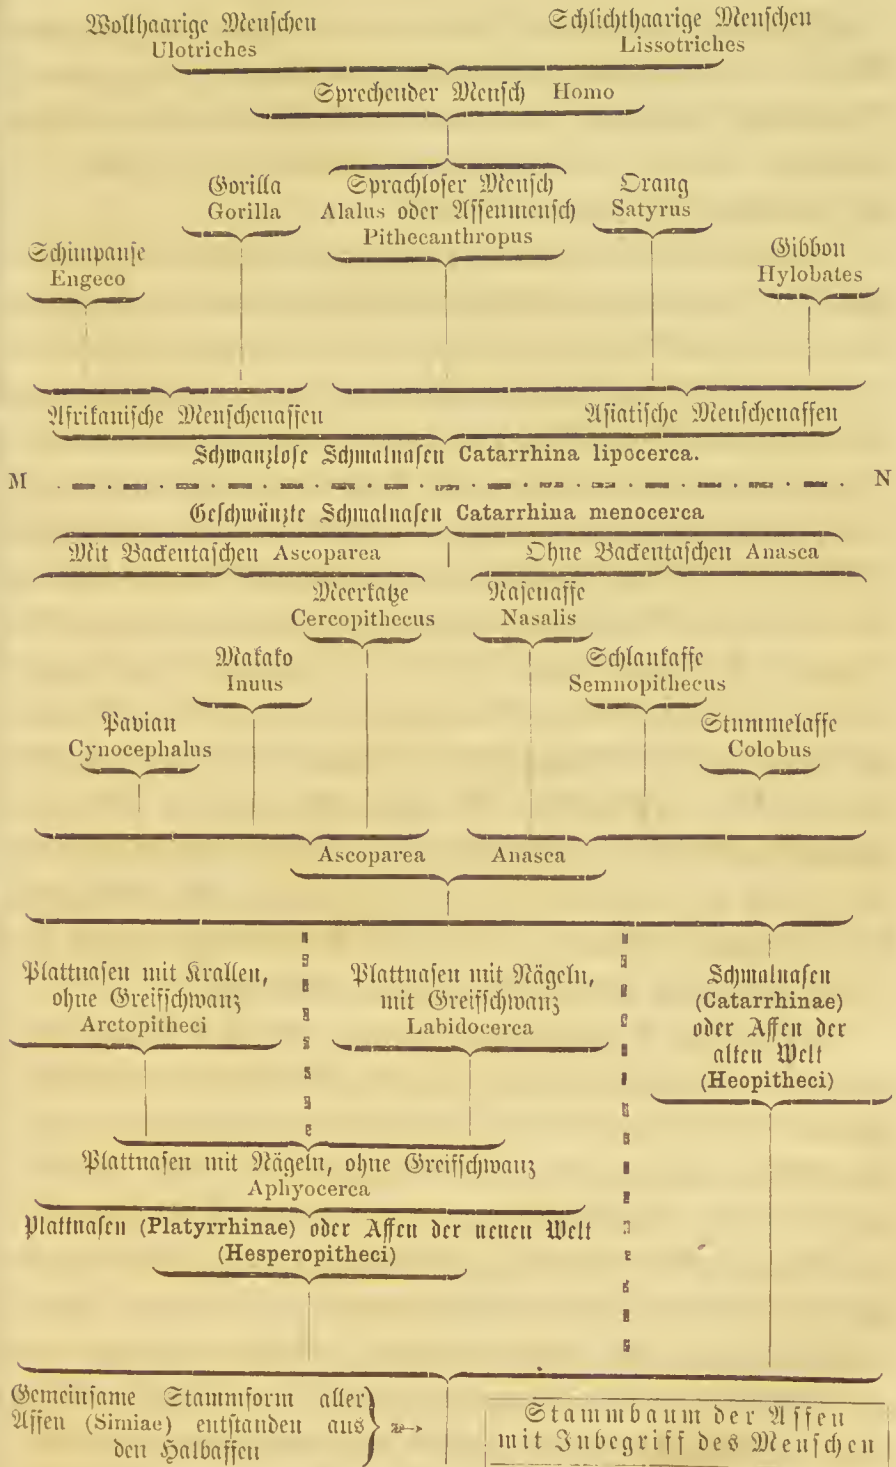 Wollhaarige Menschen
Ulotriches
Schlichthaarige Menschen
Lissotriches
Sprechender Mensch Homo
Gorilla
Gorilla
Sprachloser Mensch
Alalus oder Affenmensch
Pithecanthropus
Orang
Satyrus
Schimpanse
Engeco
Gibbon
Hylobates
Afrikanische Menschenaffen
Asiatische Menschenaffen
Schwanzlose Schmalnasen Catarrhina lipocerca.
M N
Geschwänzte Schmalnasen Catarrhina menocerca
Mit Backentaschen Ascoparea
Ohne Backentaschen Anasca
Meerkatze
Cercopithecus
Nasenaffe
Nasalis
Makako
Inuus
Schlankaffe
Semnopithecus
Pavian
Cynocephalus
Stummelaffe
Colobus
Ascoparea Anasca
Plattnasen mit Krallen,
ohne Greifschwanz
Arctopitheci
Plattnasen mit Nägeln,
mit Greifschwanz
Labidocerca
Schmalnasen
(Catarrhinae)
oder Affen der
alten Welt
(Heopitheci)
Plattnasen mit Nägeln, ohne Greifschwanz
Aphyocerca
Plattnasen (Platyrrhinae) oder Affen der neuen Welt
(Hesperopitheci)
Gemeinsame Stammform aller
Affen (Simiae) entstanden aus
den Halbaffen
Stammbaum der Affen
mit Inbegriff des Menschen